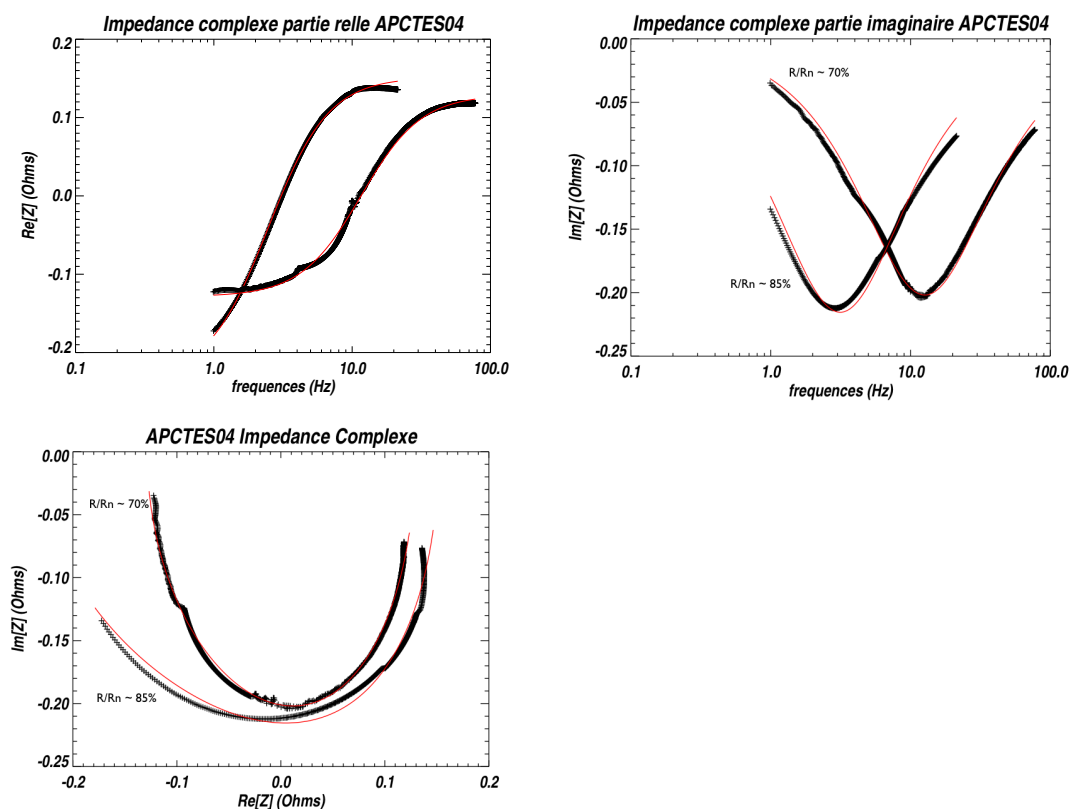 Impedance complexe partie relle APCTES04
0.2
0.1
0.0
-0.1
-0.2
Re[Z] (Ohms)
0.1
1.0
10.0
100.0
frequences (Hz)
Impedance complexe partie imaginaire APCTES04
0.00
-0.05
-0.10
-0.15
-0.20
-0.25
Im[Z] (Ohms)
R/Rn ~ 70%
R/Rn ~ 85%
0.1
1.0
10.0
100.0
frequences (Hz)
APCTES04 Impedance Complexe
0.00
-0.05
-0.10
-0.15
-0.20
-0.25
Im[Z] (Ohms)
R/Rn ~ 70%
R/Rn ~ 85%
-0.2
-0.1
0.0
0.1
0.2
Re[Z] (Ohms)